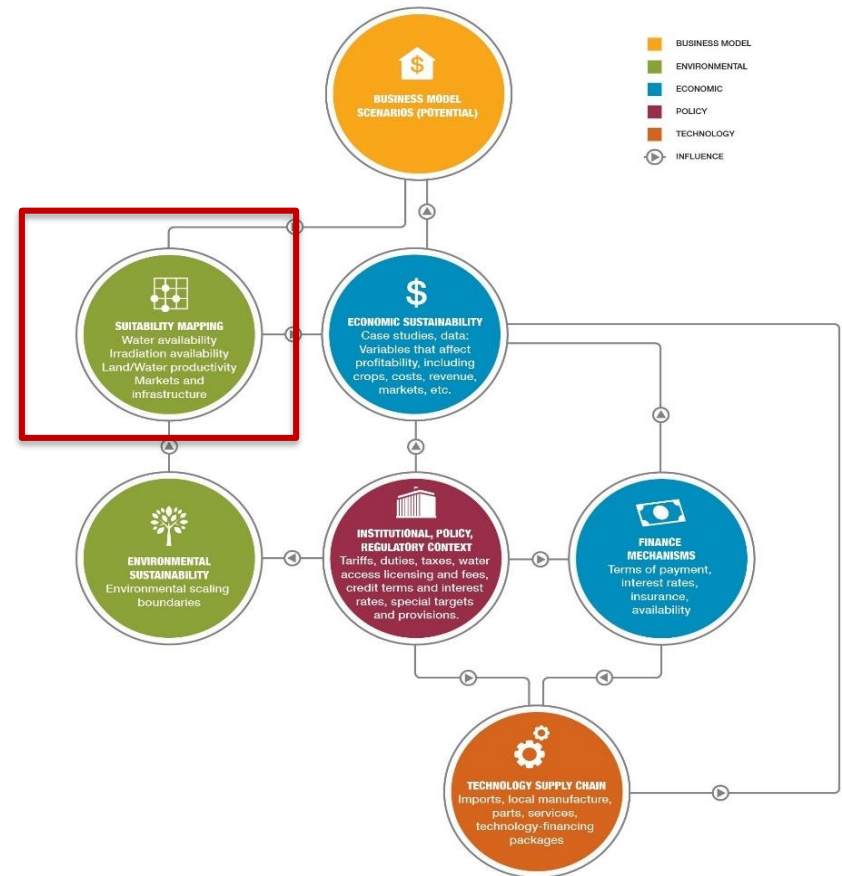 BUSINESS MODEL
SCENARIOS (POTENTIAL)
BUSINESS MODEL
ENVIRONMENTAL
ECONOMIC
POLICY
TECHNOLOGY
INFLUENCE
SUITABILITY MAPPING
Water availability
Irradiation availability
Land/Water productivity
Markets and
infrastructure
$
ECONOMIC SUSTAINABILITY
Case studies, data:
Variables that affect
profitability, including
crops, costs, revenue,
markets, etc.
ENVIRONMENTAL
SUSTAINABILITY
Environmental scaling
boundaries
INSTITUTIONAL, POLICY,
REGULATORY CONTEXT
Tariffs, duties, taxes, water
access licensing and fees,
credit terms and interest
rates, special targets
and provisions.
FINANCE
MECHANISMS
Terms of payment,
interest rates,
insurance,
availability
TECHNOLOGY SUPPLY CHAIN
Imports, local manufacture,
parts, services,
technology-financing
packages